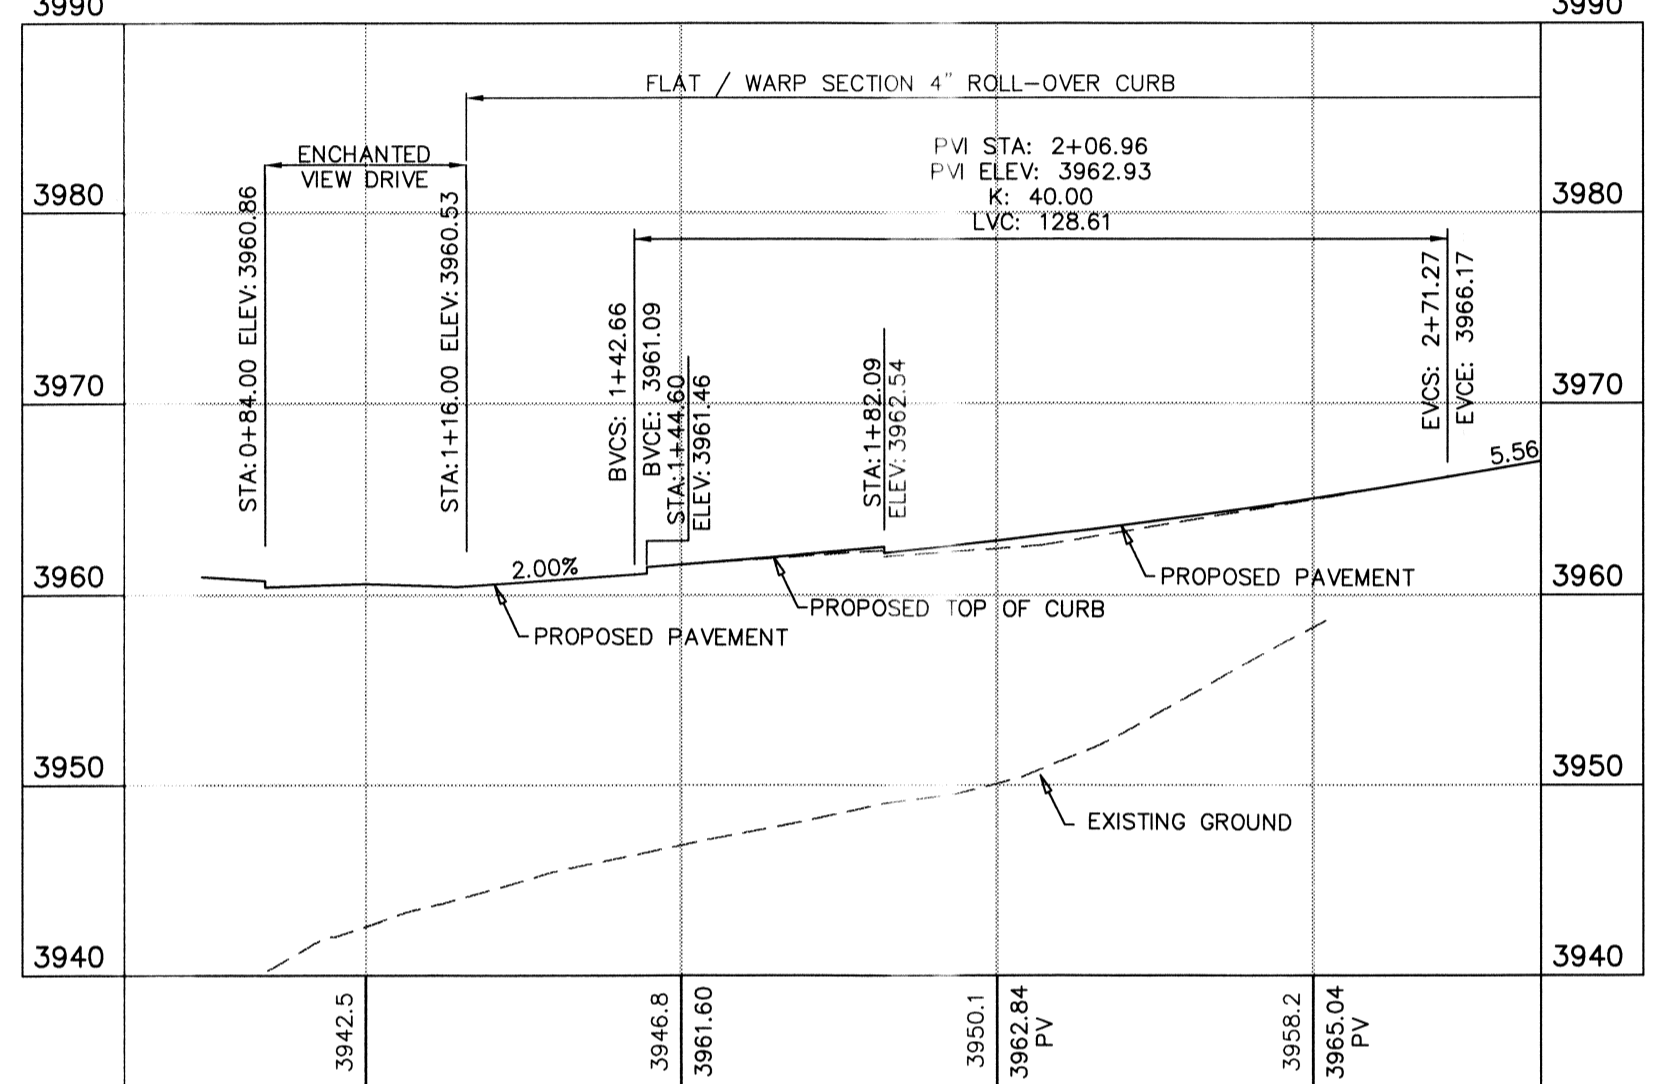 3990
3990
FLAT / WARP SECTION 4" ROLL-OVER CURB
ENCHANTED
VIEW DRIVE
PVI STA: 2+06.96
PVI ELEV: 3962.93
K: 40.00
LVC: 128.61
3980
3980
STA: 0+84.00 ELEV: 3960.86
STA: 1+16.00 ELEV: 3960.53
BVCS: 1+42.66
BVCE: 3961.09
STA: 1+44.60
ELEV: 3961.46
STA: 1+82.09
ELEV: 3962.54
EVCS: 2+71.27
EVCE: 3966.17
3970
3970
5.56
2.00%
3960
3960
PROPOSED PAVEMENT
PROPOSED TOP OF CURB
PROPOSED PAVEMENT
3950
3950
EXISTING GROUND
3940
3940
3942.5
3946.8
3961.60
3950.1
3962.84
PV
3958.2
3965.04
PV